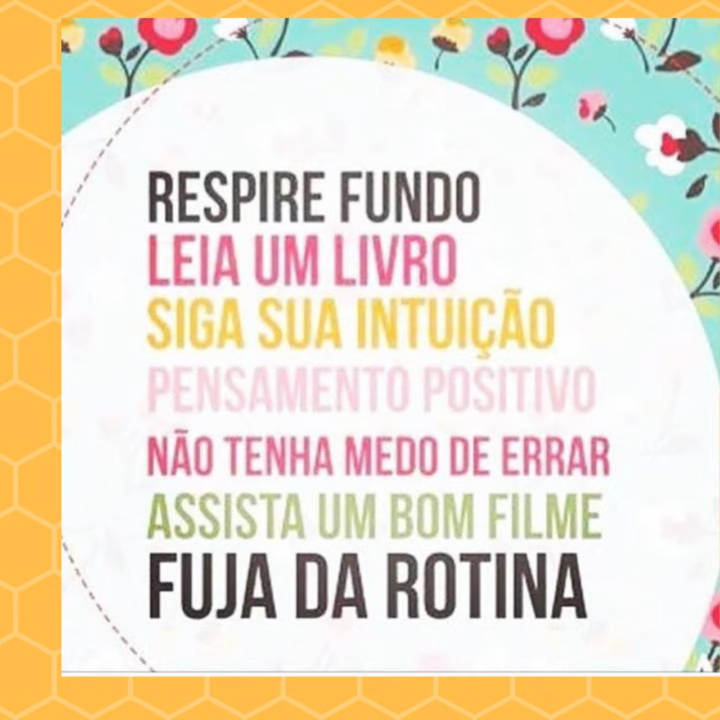 RESPIRE FUNDO
LEIA UM LIVRO
SIGA SUA INTUIÇÃO
PENSAMENTO POSITIVO
NÃO TENHA MEDO DE ERRAR
ASSISTA UM BOM FILME
FUJA DA ROTINA